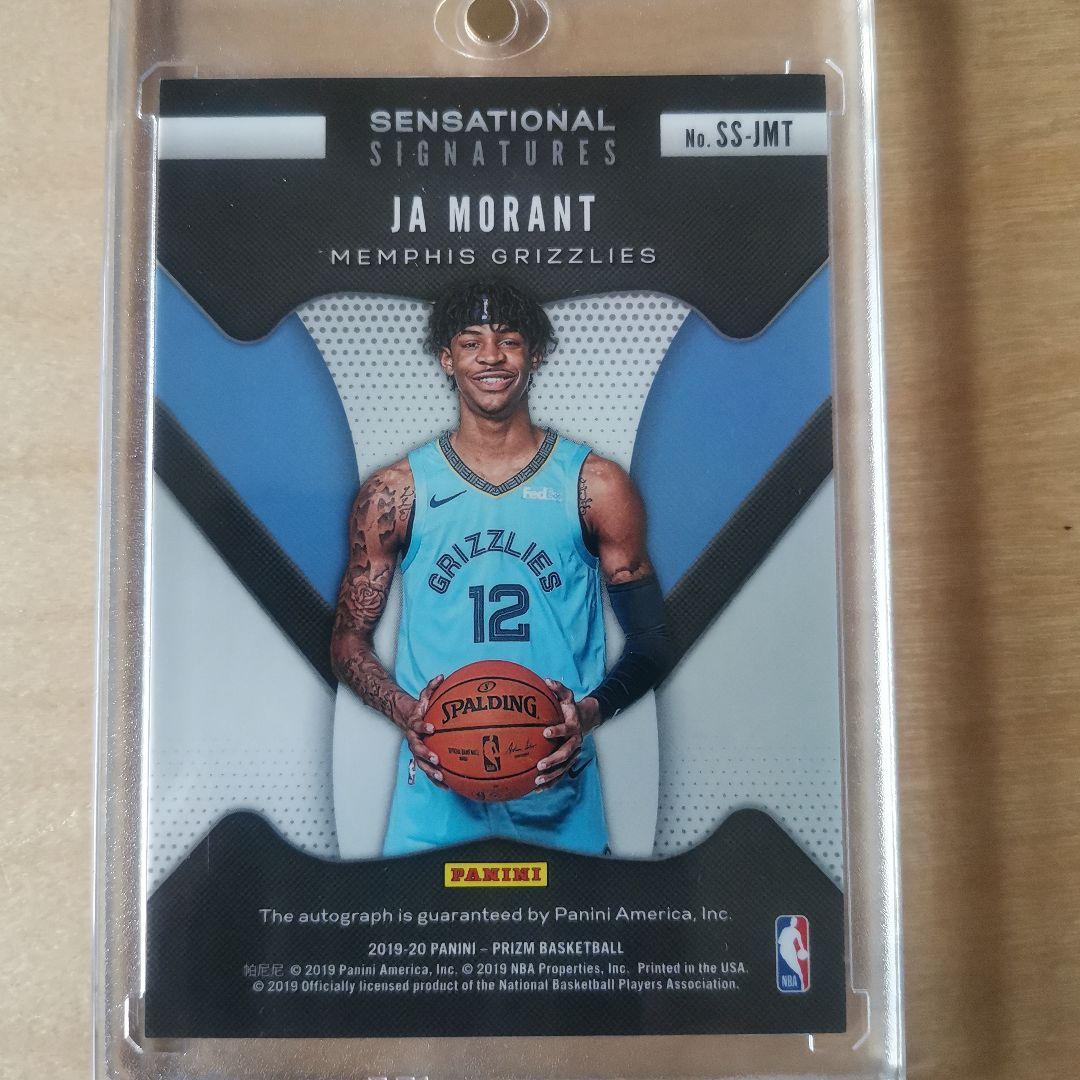 SENSATIONAL
SIGNATURES
No. SS-JMT
JA MORANT
MEMPHIS GRIZZLIES
FedEx
GRIZZLIES
12
SPALDING
PANINI
The autograph is guaranteed by Panini America, Inc.
2019-20 PANINI – PRIZM BASKETBALL
帕尼尼 © 2019 Panini America, Inc. © 2019 NBA Properties, Inc. Printed in the USA.
© 2019 Officially licensed product of the National Basketball Players Association.
NBA